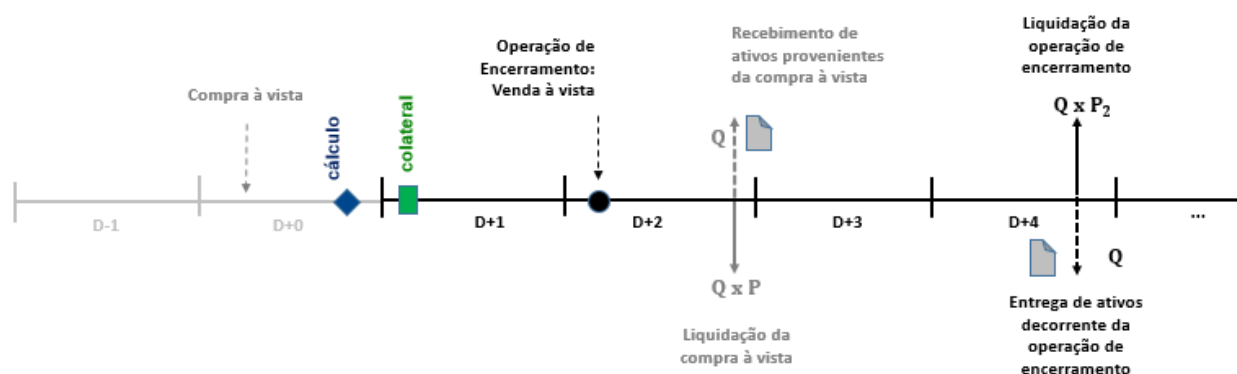 Compra à vista
cálculo
colateral
Operação de
Encerramento:
Venda à vista
Recebimento de
ativos provenientes
da compra à vista
Q
Liquidação da
operação de
encerramento
Q x P₂
D-1
D+0
D+1
D+2
D+3
D+4
...
Q x P
Liquidação da
compra à vista
Q
Entrega de ativos
decorrente da
operação de
encerramento